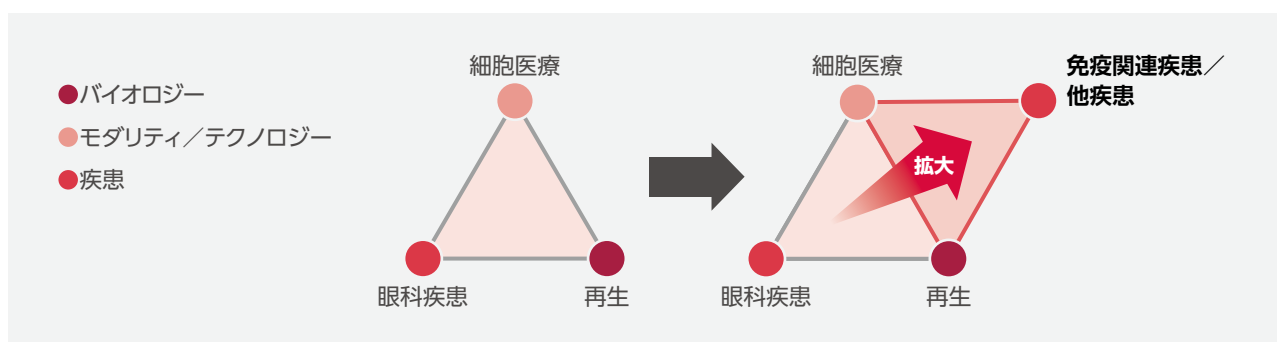 バイオロジー
モダリティ／テクノロジー
疾患
細胞医療
眼科疾患
再生
細胞医療
免疫関連疾患／
他疾患
拡大
眼科疾患
再生